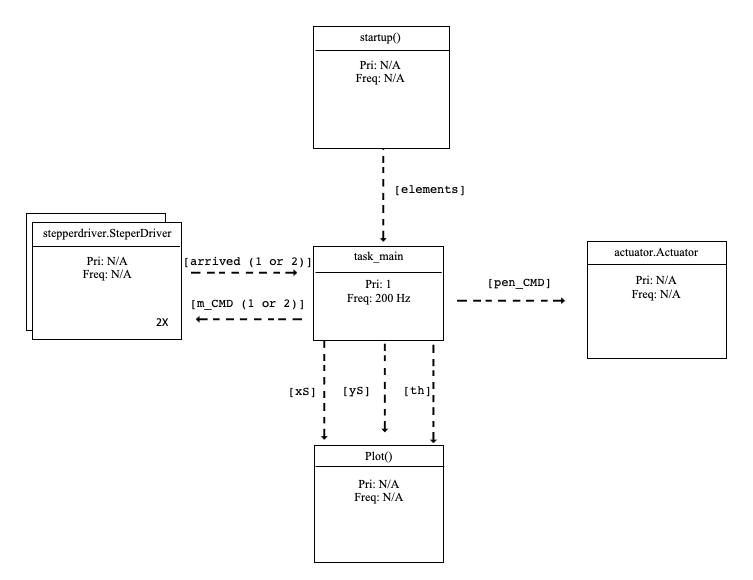 startup()
Pri: N/A
Freq: N/A
[elements]
stepperdriver.SteperDriver
Pri: N/A
Freq: N/A
2X
[arrived (1 or 2)]
[m_CMD (1 or 2)]
task_main
Pri: 1
Freq: 200 Hz
[pen_CMD]
actuator.Actuator
Pri: N/A
Freq: N/A
[xS]
[yS]
[th]
Plot()
Pri: N/A
Freq: N/A